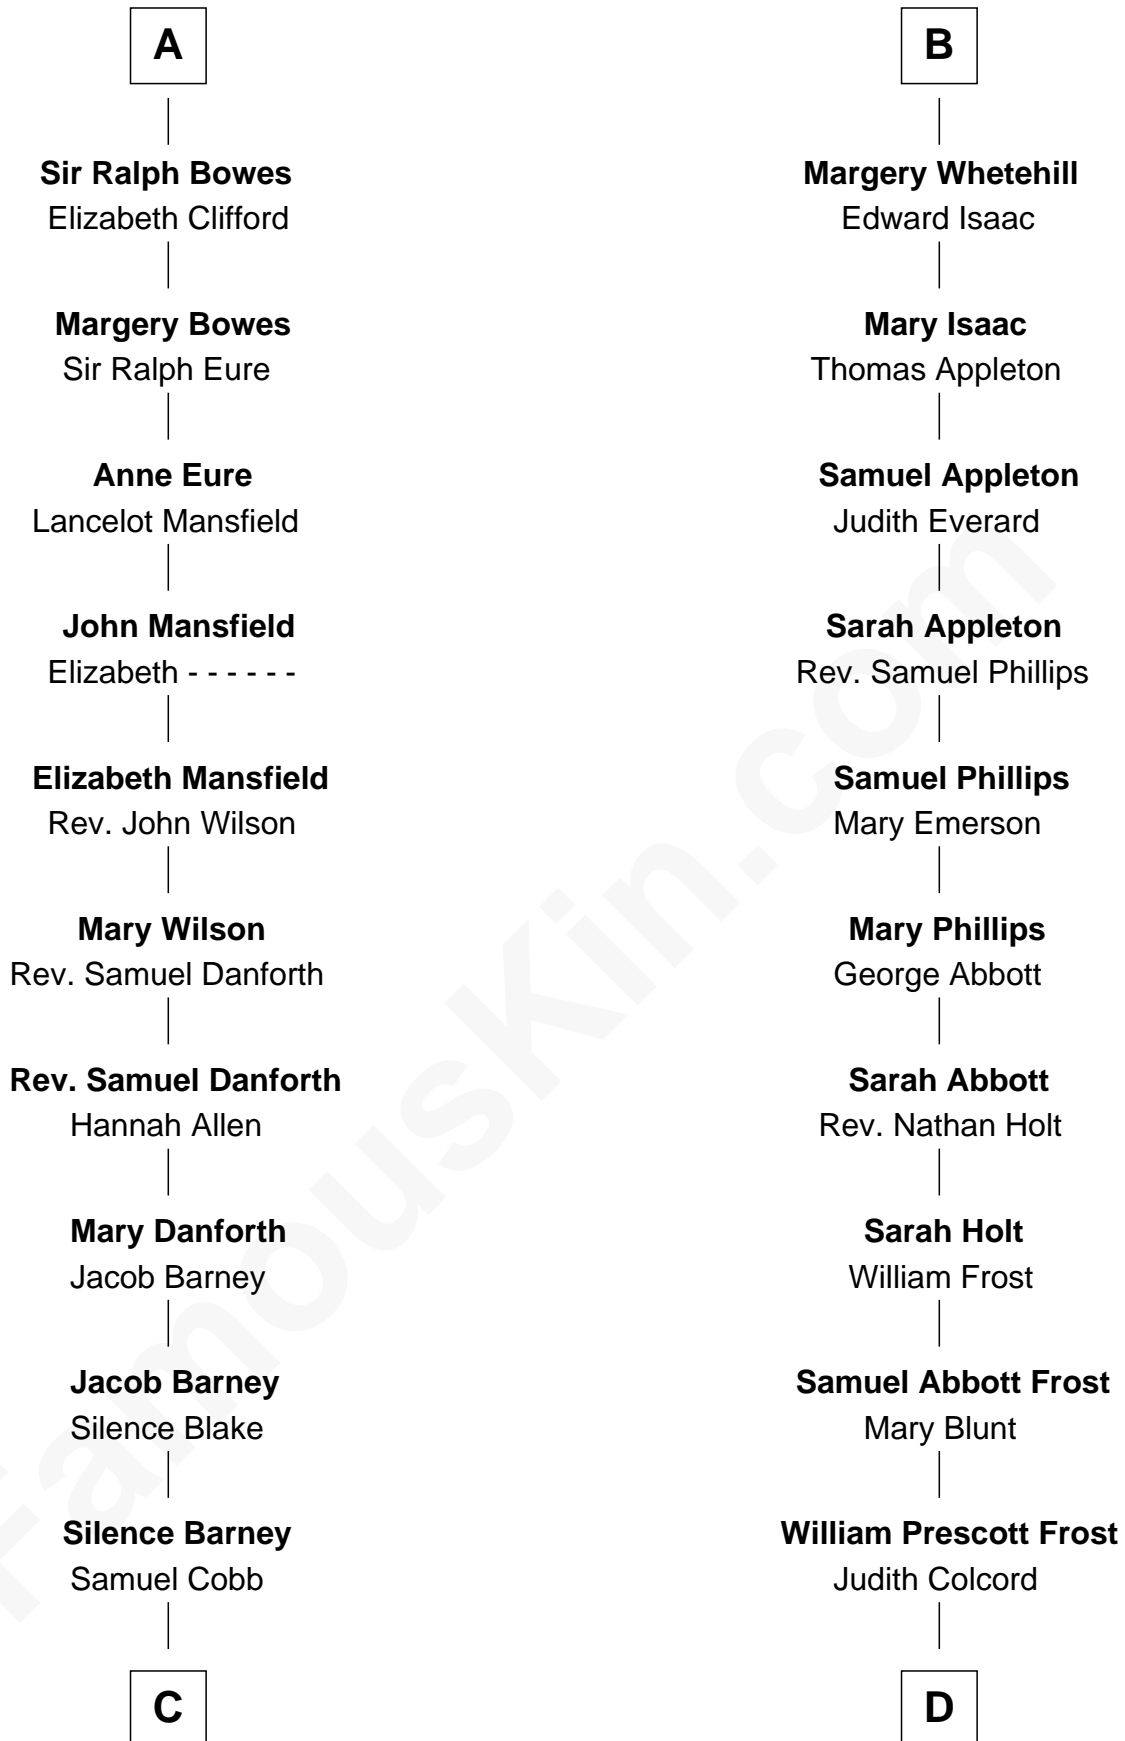 A
Sir Ralph Bowes
Elizabeth Clifford
Margery Bowes
Sir Ralph Eure
Anne Eure
Lancelot Mansfield
John Mansfield
Elizabeth - - - - - -
Elizabeth Mansfield
Rev. John Wilson
Mary Wilson
Rev. Samuel Danforth
Rev. Samuel Danforth
Hannah Allen
Mary Danforth
Jacob Barney
Jacob Barney
Silence Blake
Silence Barney
Samuel Cobb
C
B
Margery Whetehill
Edward Isaac
Mary Isaac
Thomas Appleton
Samuel Appleton
Judith Everard
Sarah Appleton
Rev. Samuel Phillips
Samuel Phillips
Mary Emerson
Mary Phillips
George Abbott
Sarah Abbott
Rev. Nathan Holt
Sarah Holt
William Frost
Samuel Abbott Frost
Mary Blunt
William Prescott Frost
Judith Colcord
D
FamousKin.com